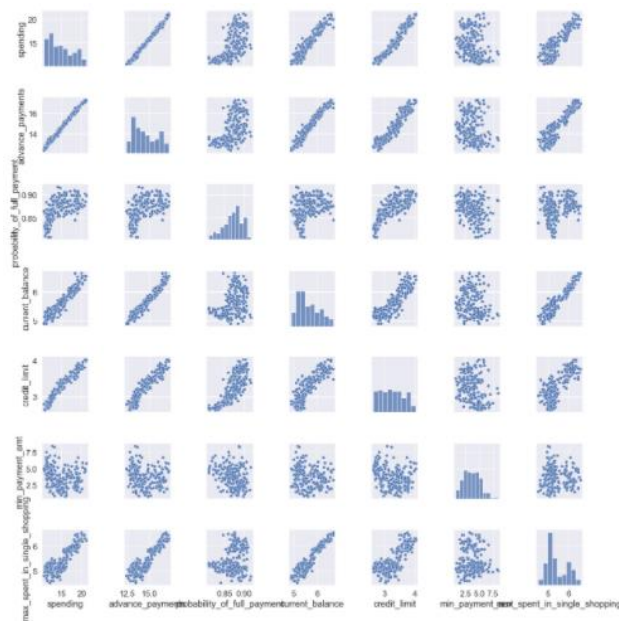 spending
15
advance_payments
16
14
probability_of_full_payment
0.90
0.85
current_balance
6
5
credit_limit
4
3
min_payment_amt
7.5
5.0
2.5
max_spent_in_single_shopping
6
5
15 20
12.5 15.0
0.85 0.90
5 6
3 4
2.5 5.0 7.5
5 6
spending
advance_payments
probability_of_full_payment
current_balance
credit_limit
min_payment_amt
max_spent_in_single_shopping